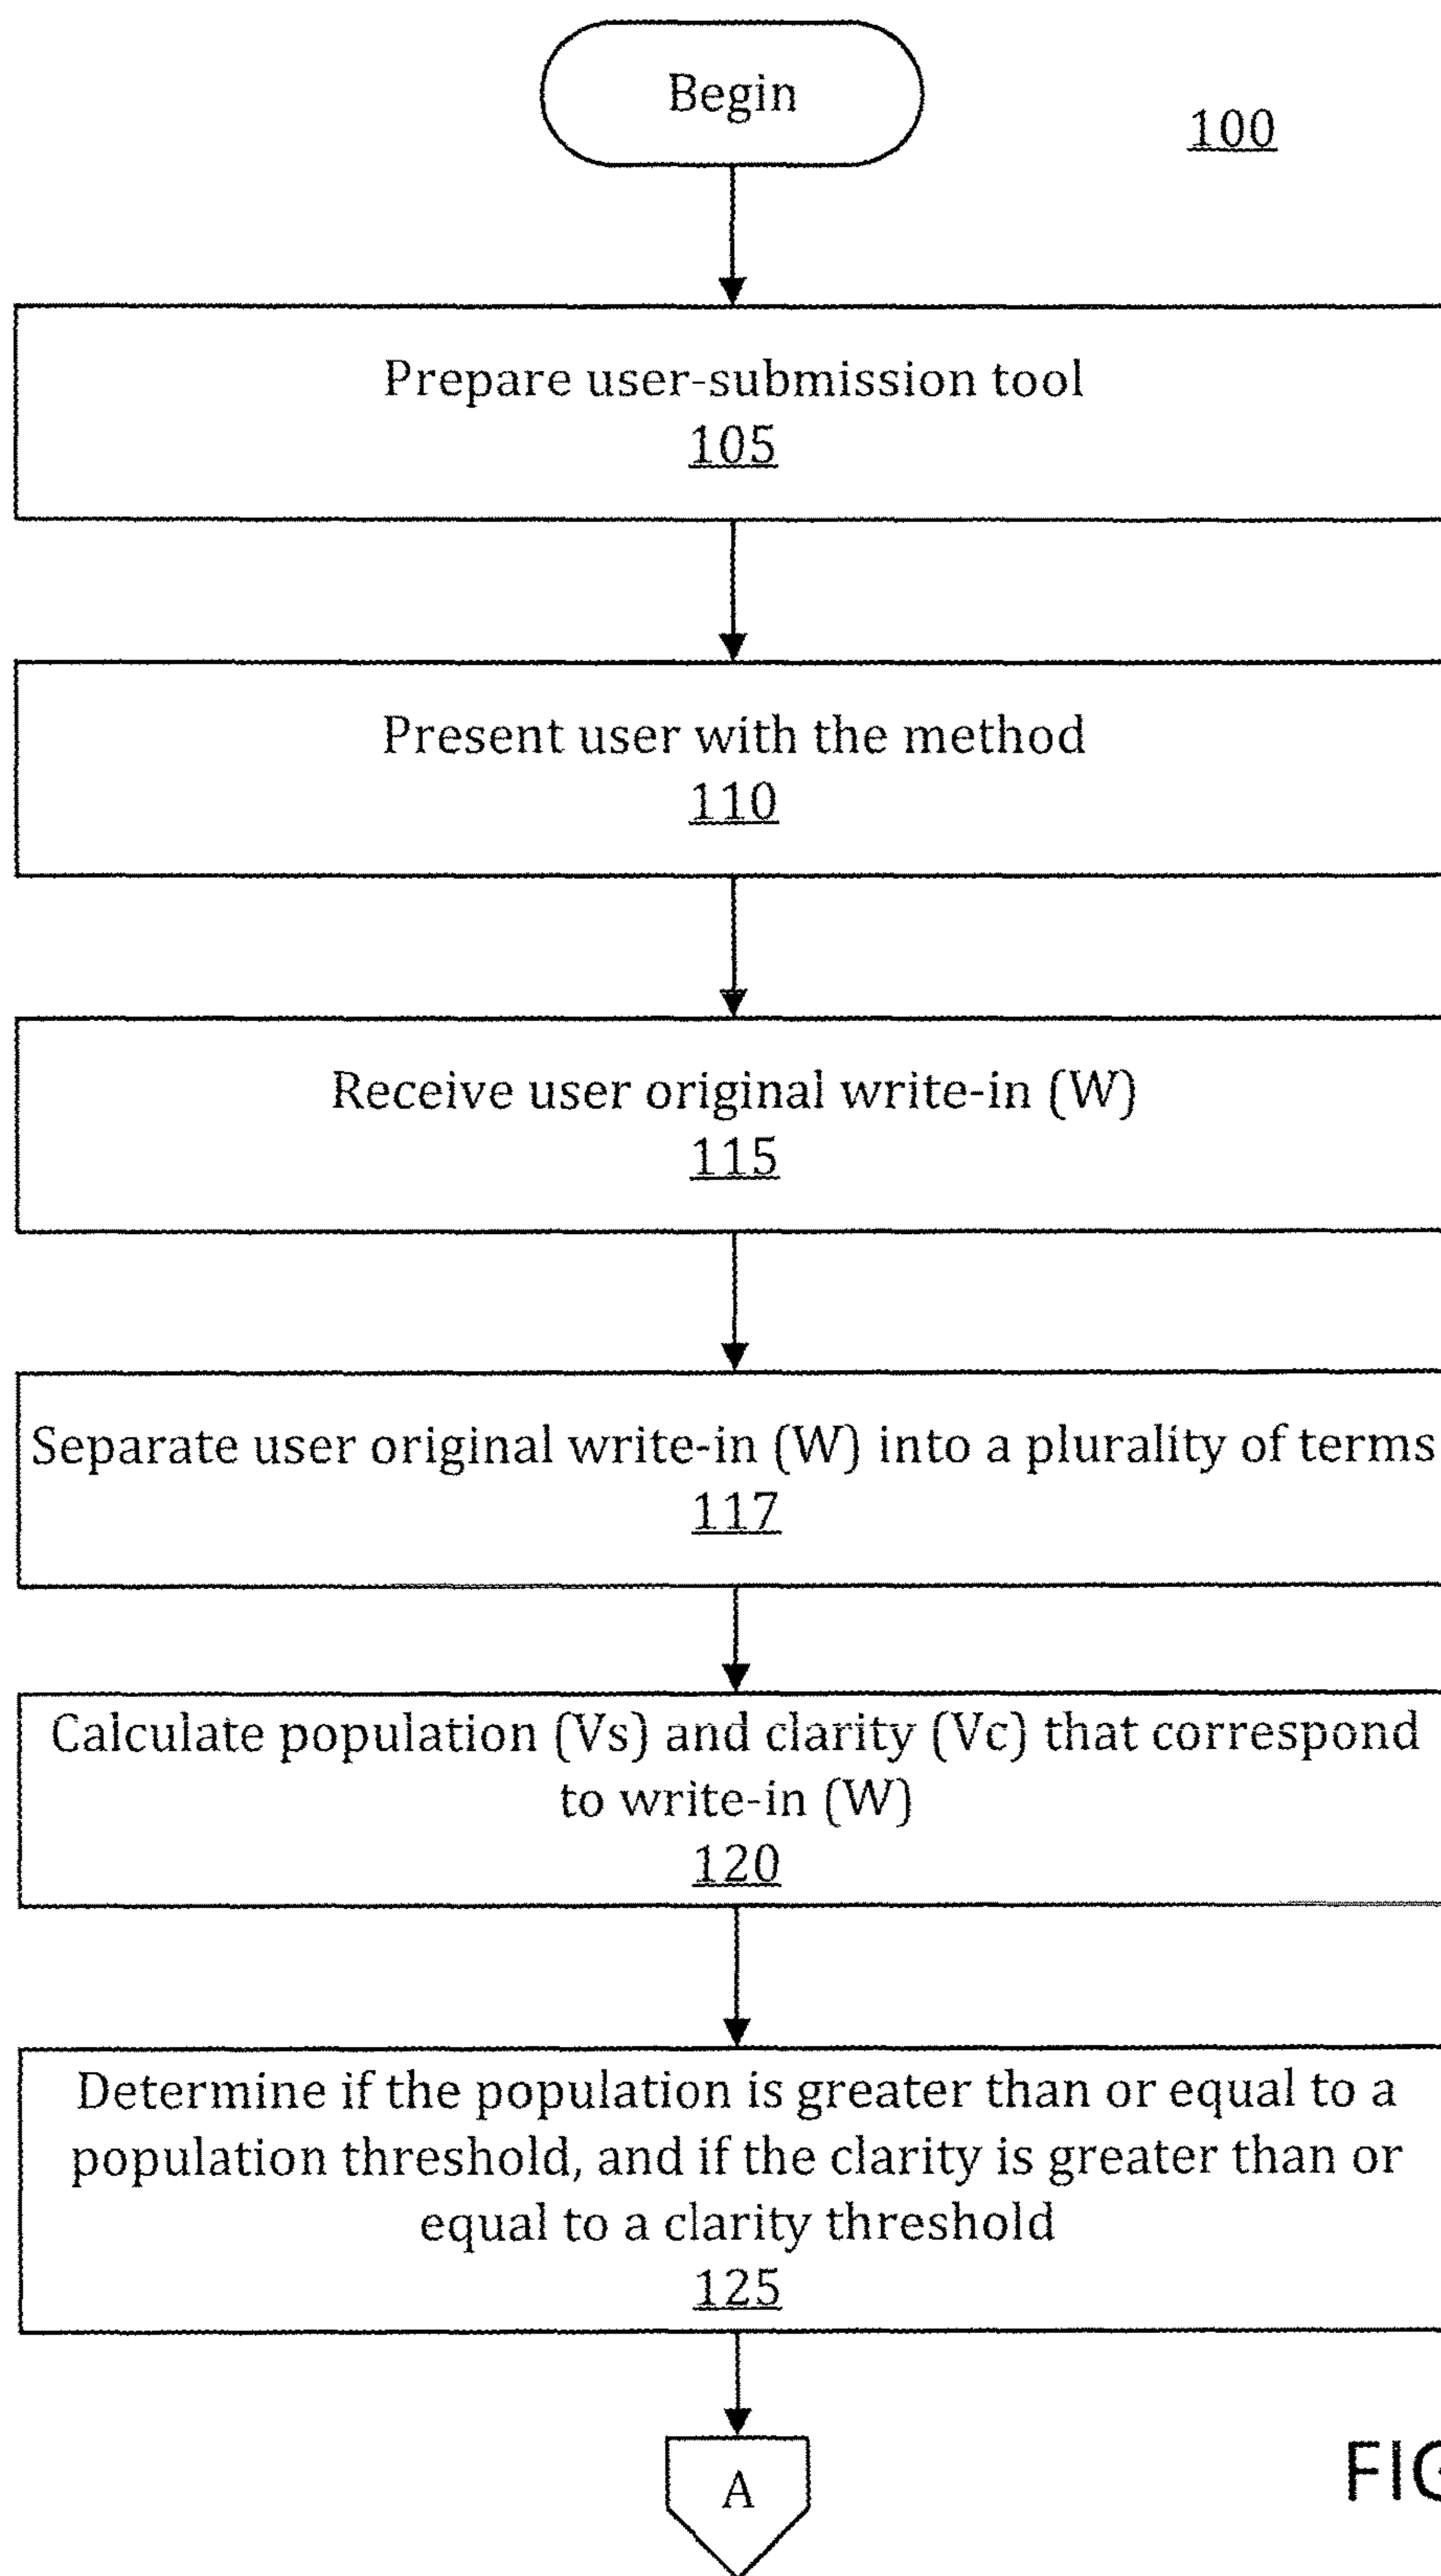 Begin
100
Prepare user-submission tool
105
Present user with the method
110
Receive user original write-in (W)
115
Separate user original write-in (W) into a plurality of terms
117
Calculate population (Vs) and clarity (Vc) that correspond
to write-in (W)
120
Determine if the population is greater than or equal to a
population threshold, and if the clarity is greater than or
equal to a clarity threshold
125
A